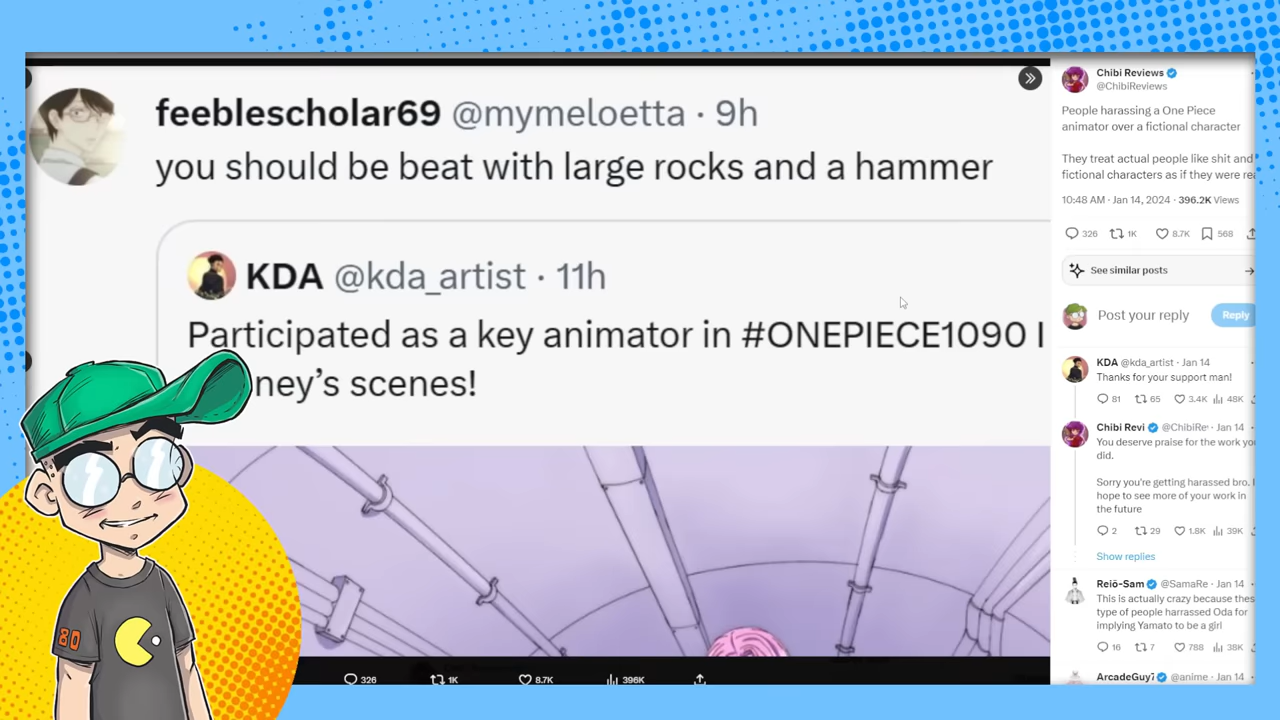 feeblescholar69 @mymeloetta · 9h
you should be beat with large rocks and a hammer
KDA @kda_artist · 11h
Participated as a key animator in #ONEPIECE1090 I
ney's scenes!
326 1K 8.7K 396K
80
Chibi Reviews
@ChibiReviews
People harassing a One Piece
animator over a fictional character
They treat actual people like shit and
fictional characters as if they were rea
10:48 AM · Jan 14, 2024 · 396.2K Views
326 1K 8.7K 568
See similar posts
Post your reply Reply
KDA @kda_artist · Jan 14
Thanks for your support man!
81 65 3.4K 48K
Chibi Revi @ChibiRe · Jan 14
You deserve praise for the work you
did.
Sorry you're getting harassed bro. I
hope to see more of your work in
the future
2 29 1.8K 39K
Show replies
Reiō-Sam @SamaRe · Jan 14
This is actually crazy because thes
type of people harrassed Oda for
implying Yamato to be a girl
16 7 788 38K
ArcadeGuy7 @anime · Jan 14